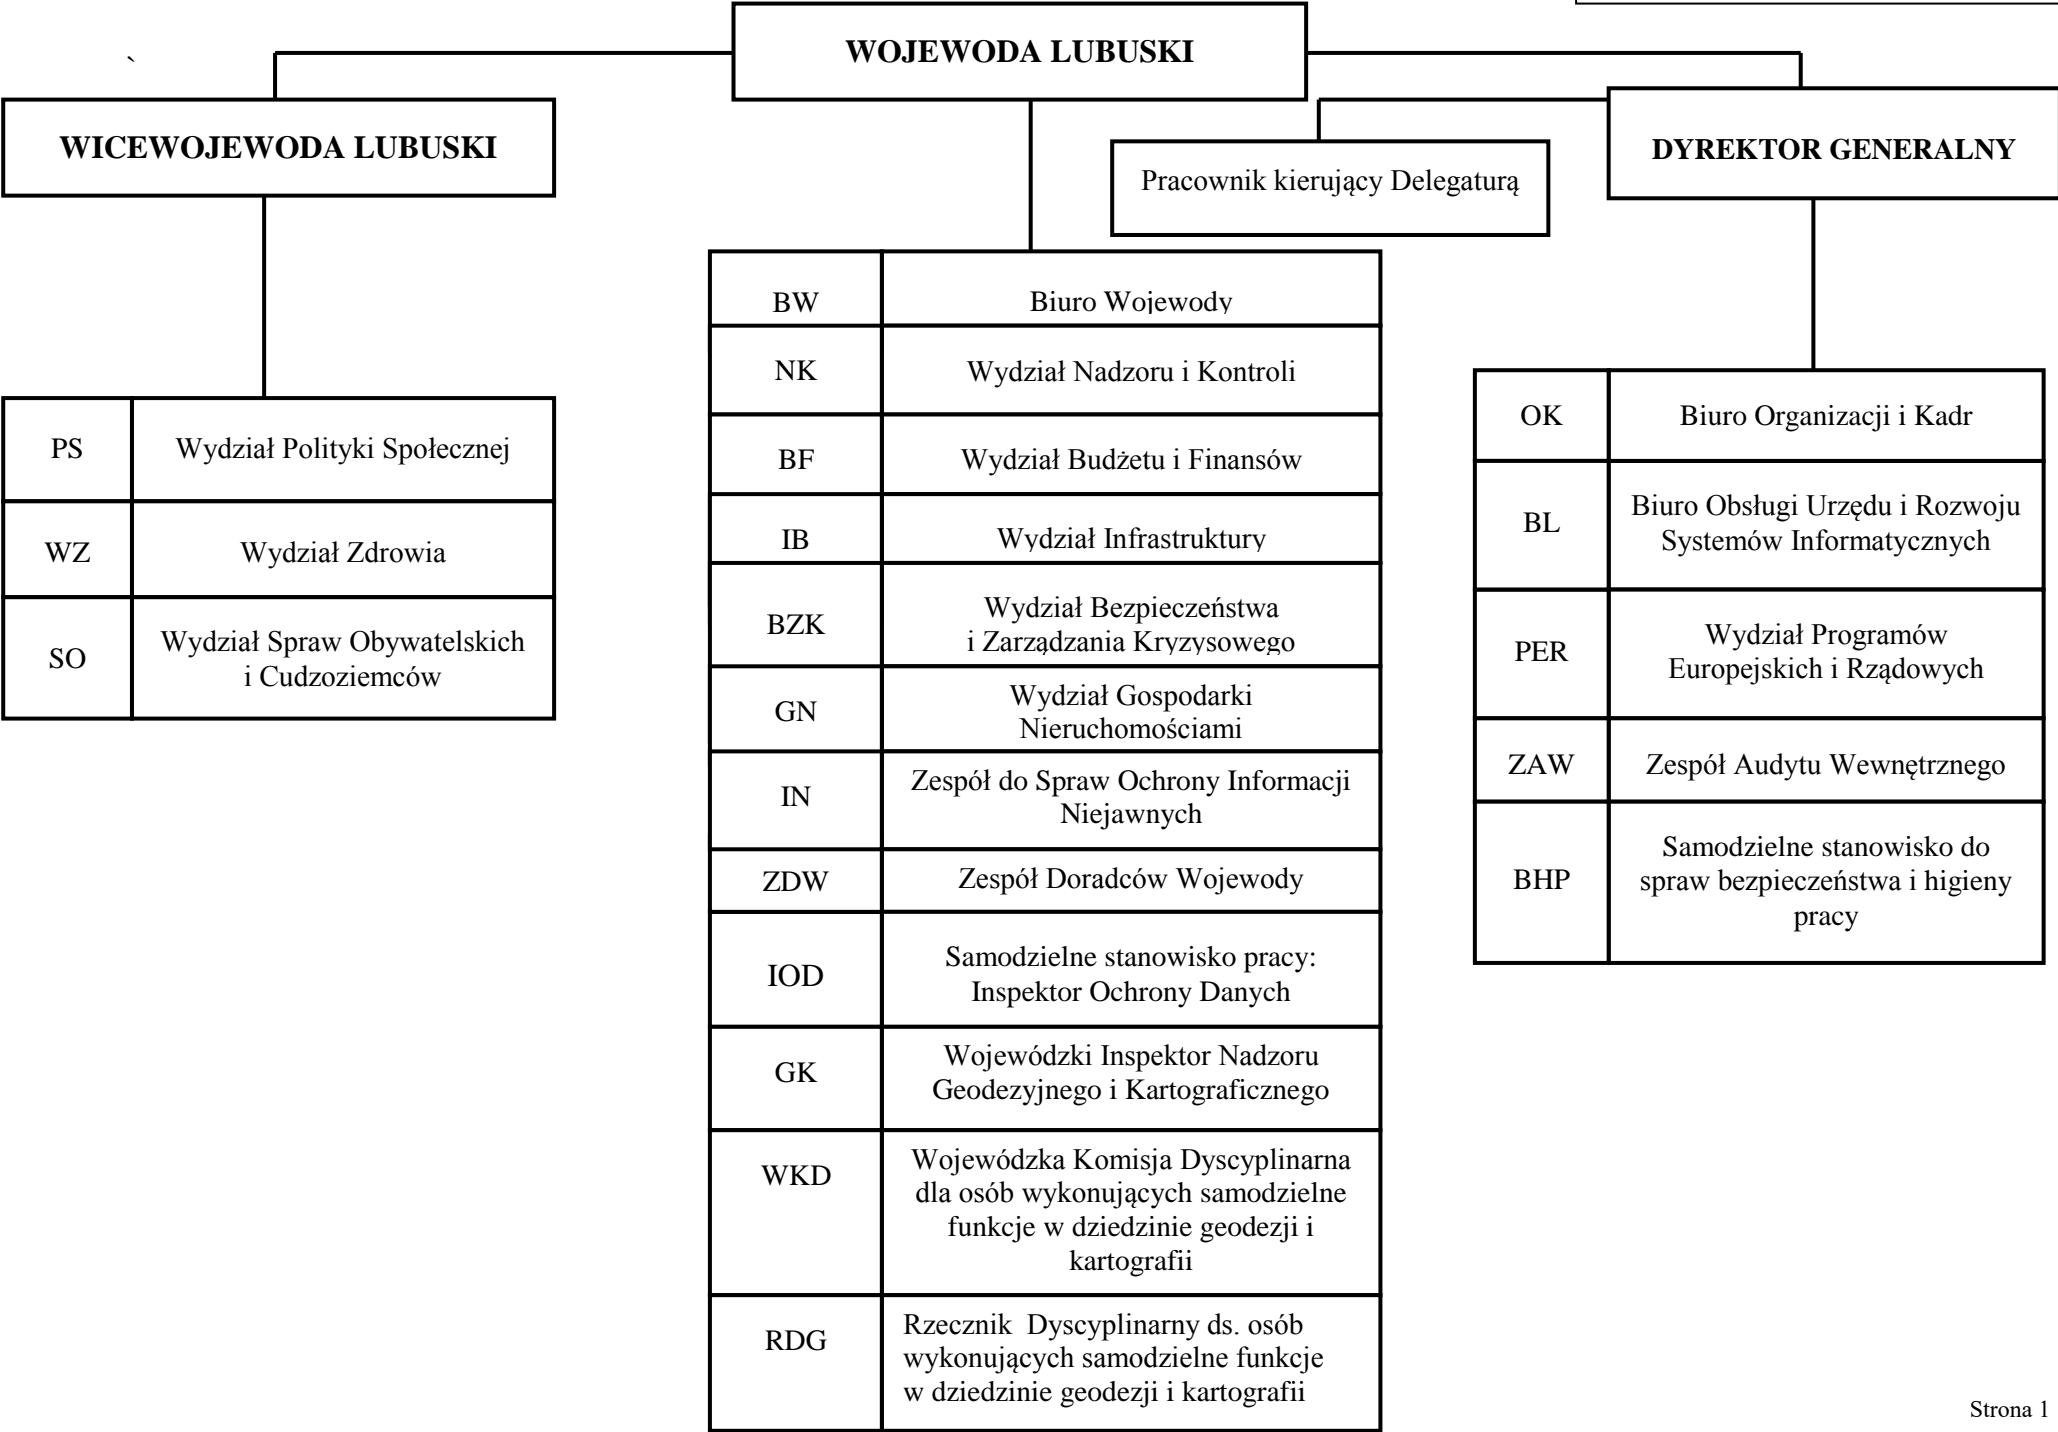 WOJEWODA LUBUSKI
`
WICEWOJEWODA LUBUSKI
DYREKTOR GENERALNY
Pracownik kierujący Delegaturą
PS Wydział Polityki Społecznej
WZ Wydział Zdrowia
SO Wydział Spraw Obywatelskich
i Cudzoziemców
BW Biuro Wojewody
NK Wydział Nadzoru i Kontroli
BF Wydział Budżetu i Finansów
IB Wydział Infrastruktury
BZK Wydział Bezpieczeństwa
i Zarządzania Kryzysowego
GN Wydział Gospodarki
Nieruchomościami
IN Zespół do Spraw Ochrony Informacji
Niejawnych
ZDW Zespół Doradców Wojewody
IOD Samodzielne stanowisko pracy:
Inspektor Ochrony Danych
GK Wojewódzki Inspektor Nadzoru
Geodezyjnego i Kartograficznego
WKD Wojewódzka Komisja Dyscyplinarna
dla osób wykonujących samodzielne
funkcje w dziedzinie geodezji i
kartografii
RDG Rzecznik Dyscyplinarny ds. osób
wykonujących samodzielne funkcje
w dziedzinie geodezji i kartografii
OK Biuro Organizacji i Kadr
BL Biuro Obsługi Urzędu i Rozwoju
Systemów Informatycznych
PER Wydział Programów
Europejskich i Rządowych
ZAW Zespół Audytu Wewnętrznego
BHP Samodzielne stanowisko do
spraw bezpieczeństwa i higieny
pracy
Strona 1